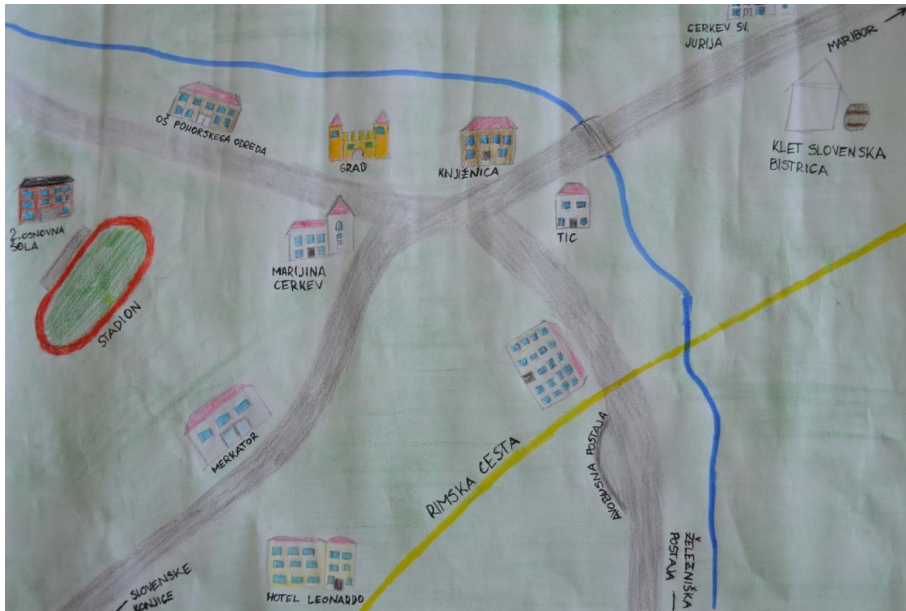 CERKEV SV.
JURIJA
MARIBOR
OŠ POHORSKEGA ODREDA
GRAD
KNJIŽNICA
KLET SLOVENSKA
BISTRICA
2. OSNOVNA
ŠOLA
MARIJINA
CERKEV
TIC
STADION
MERKATOR
RIMSKA CESTA
AVOBUSNA POSTAJA
ŽELEZNIŠKA
POSTAJA
HOTEL LEONARDO
SLOVENSKE
KONJICE